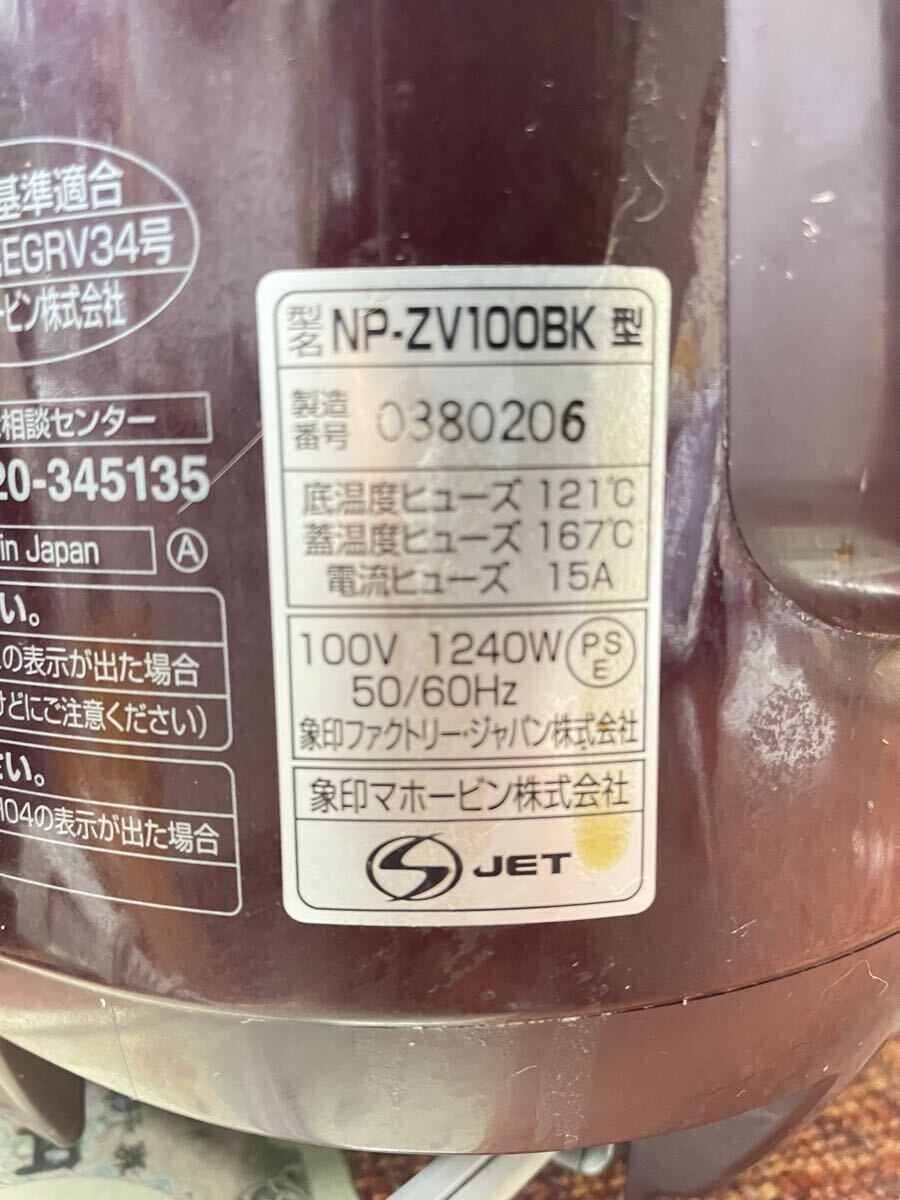 基準適合
EGRV34号
ービン株式会社
相談センター
20-345135
in Japan Ⓐ
い。
の表示が出た場合
けどにご注意ください)
さい。
H04の表示が出た場合
型名 NP-ZV100BK 型
製造番号 0380206
底温度ヒューズ 121℃
蓋温度ヒューズ 167℃
電流ヒューズ 15A
100V 1240W PSE
50/60Hz
象印ファクトリー・ジャパン株式会社
象印マホービン株式会社
JET